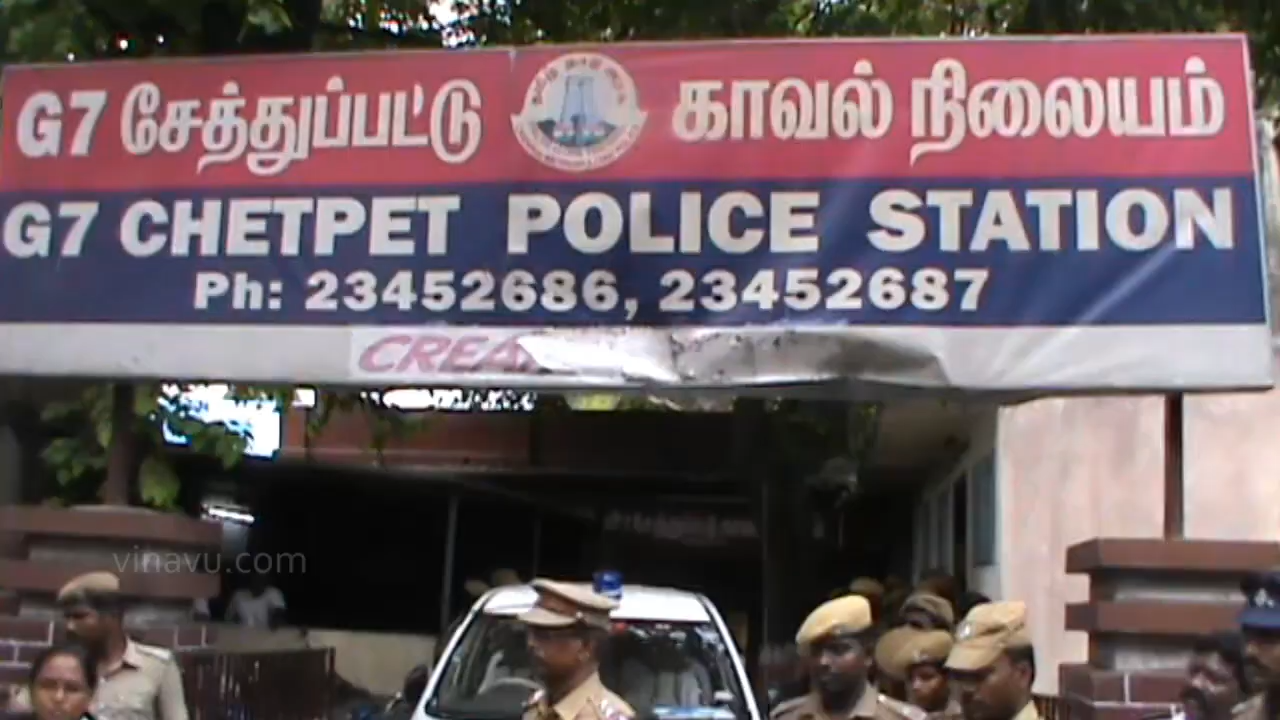 G7 சேத்துப்பட்டு காவல் நிலையம்
G7 CHETPET POLICE STATION
Ph: 23452686, 23452687
vinavu.com